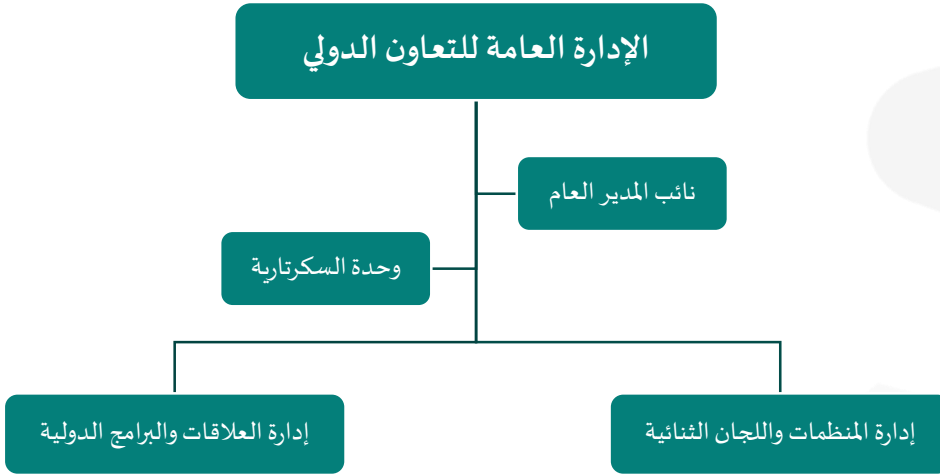 الإدارة العامة للتعاون الدولي
نائب المدير العام
وحدة السكرتارية
إدارة المنظمات واللجان الثنائية
إدارة العلاقات والبرامج الدولية